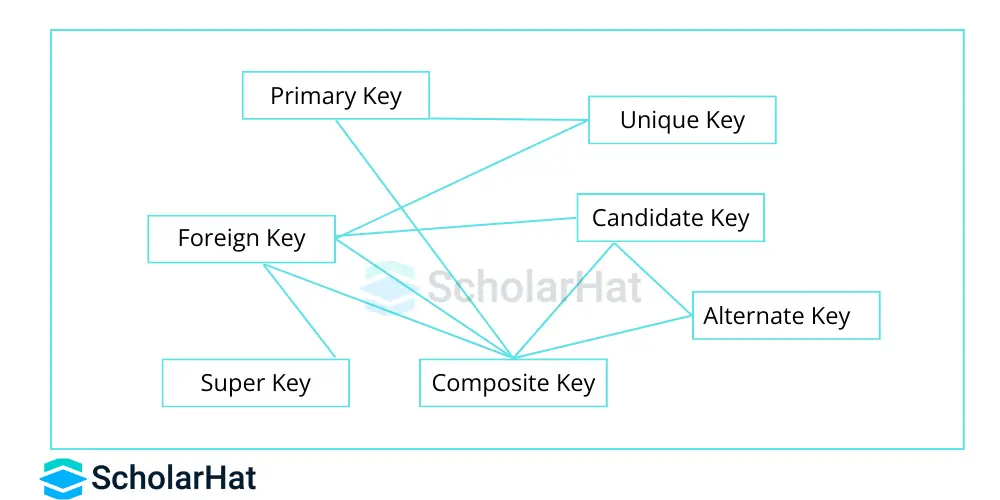 Primary Key
Unique Key
Candidate Key
Foreign Key
ScholarHat
Alternate Key
Super Key
Composite Key
ScholarHat